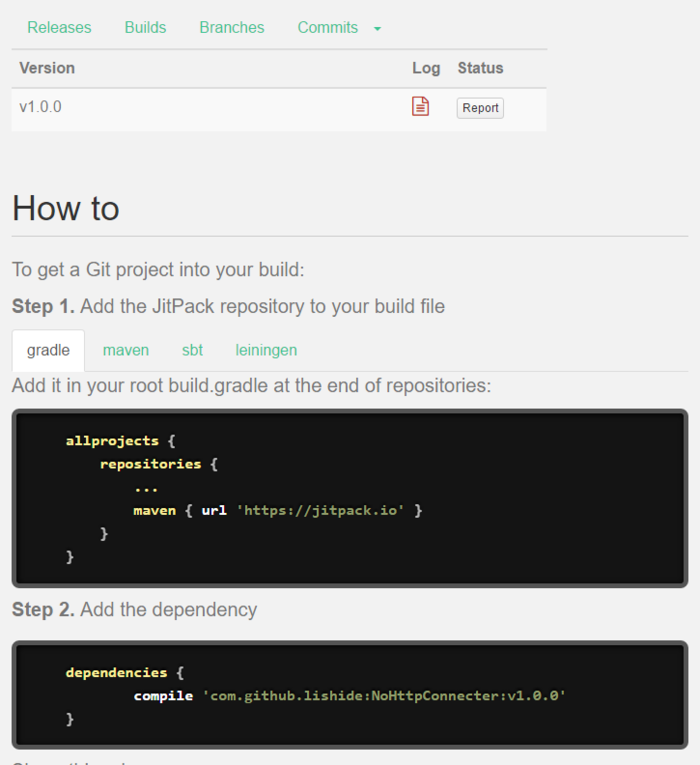 Releases Builds Branches Commits
Version Log Status
v1.0.0 Report
How to
To get a Git project into your build:
Step 1. Add the JitPack repository to your build file
gradle maven sbt leiningen
Add it in your root build.gradle at the end of repositories:
allprojects {
repositories {
...
maven { url 'https://jitpack.io' }
}
}
Step 2. Add the dependency
dependencies {
compile 'com.github.lishide:NoHttpConnecter:v1.0.0'
}